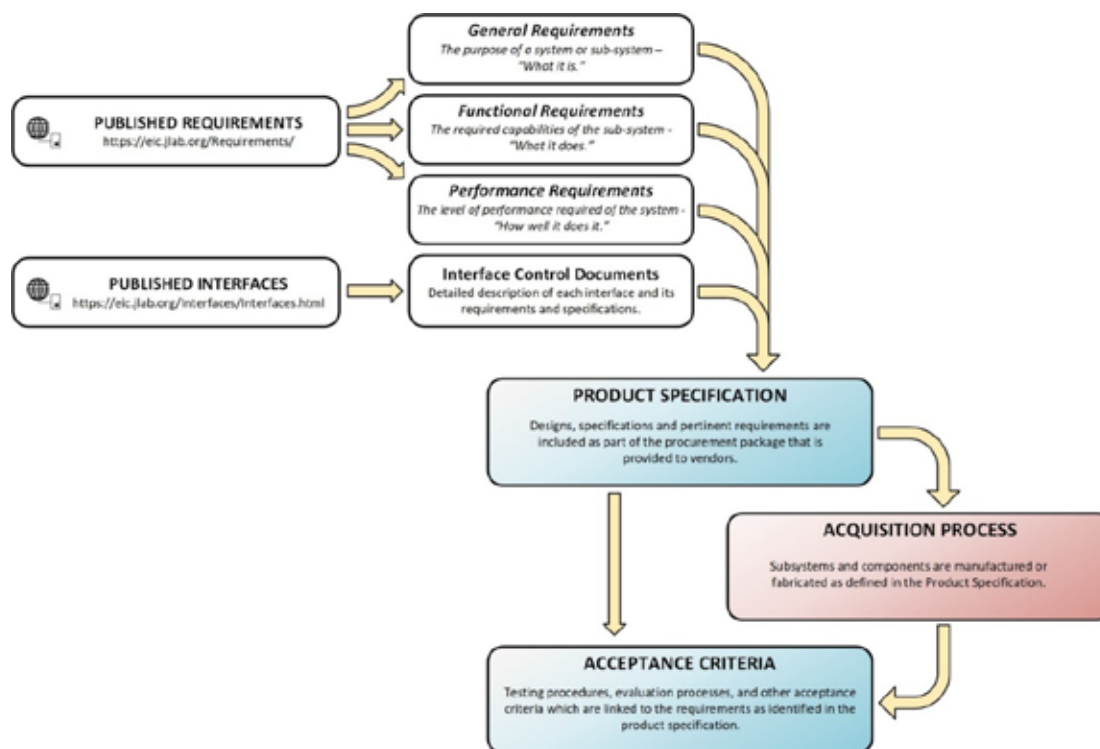 General Requirements
The purpose of a system or sub-system –
"What it is."
PUBLISHED REQUIREMENTS
https://eic.jlab.org/Requirements/
Functional Requirements
The required capabilities of the sub-system -
"What it does."
Performance Requirements
The level of performance required of the system -
"How well it does it."
PUBLISHED INTERFACES
https://eic.jlab.org/Interfaces/Interfaces.html
Interface Control Documents
Detailed description of each interface and its
requirements and specifications.
PRODUCT SPECIFICATION
Designs, specifications and pertinent requirements are
included as part of the procurement package that is
provided to vendors.
ACQUISITION PROCESS
Subsystems and components are manufactured or
fabricated as defined in the Product Specification.
ACCEPTANCE CRITERIA
Testing procedures, evaluation processes, and other acceptance
criteria which are linked to the requirements as identified in the
product specification.